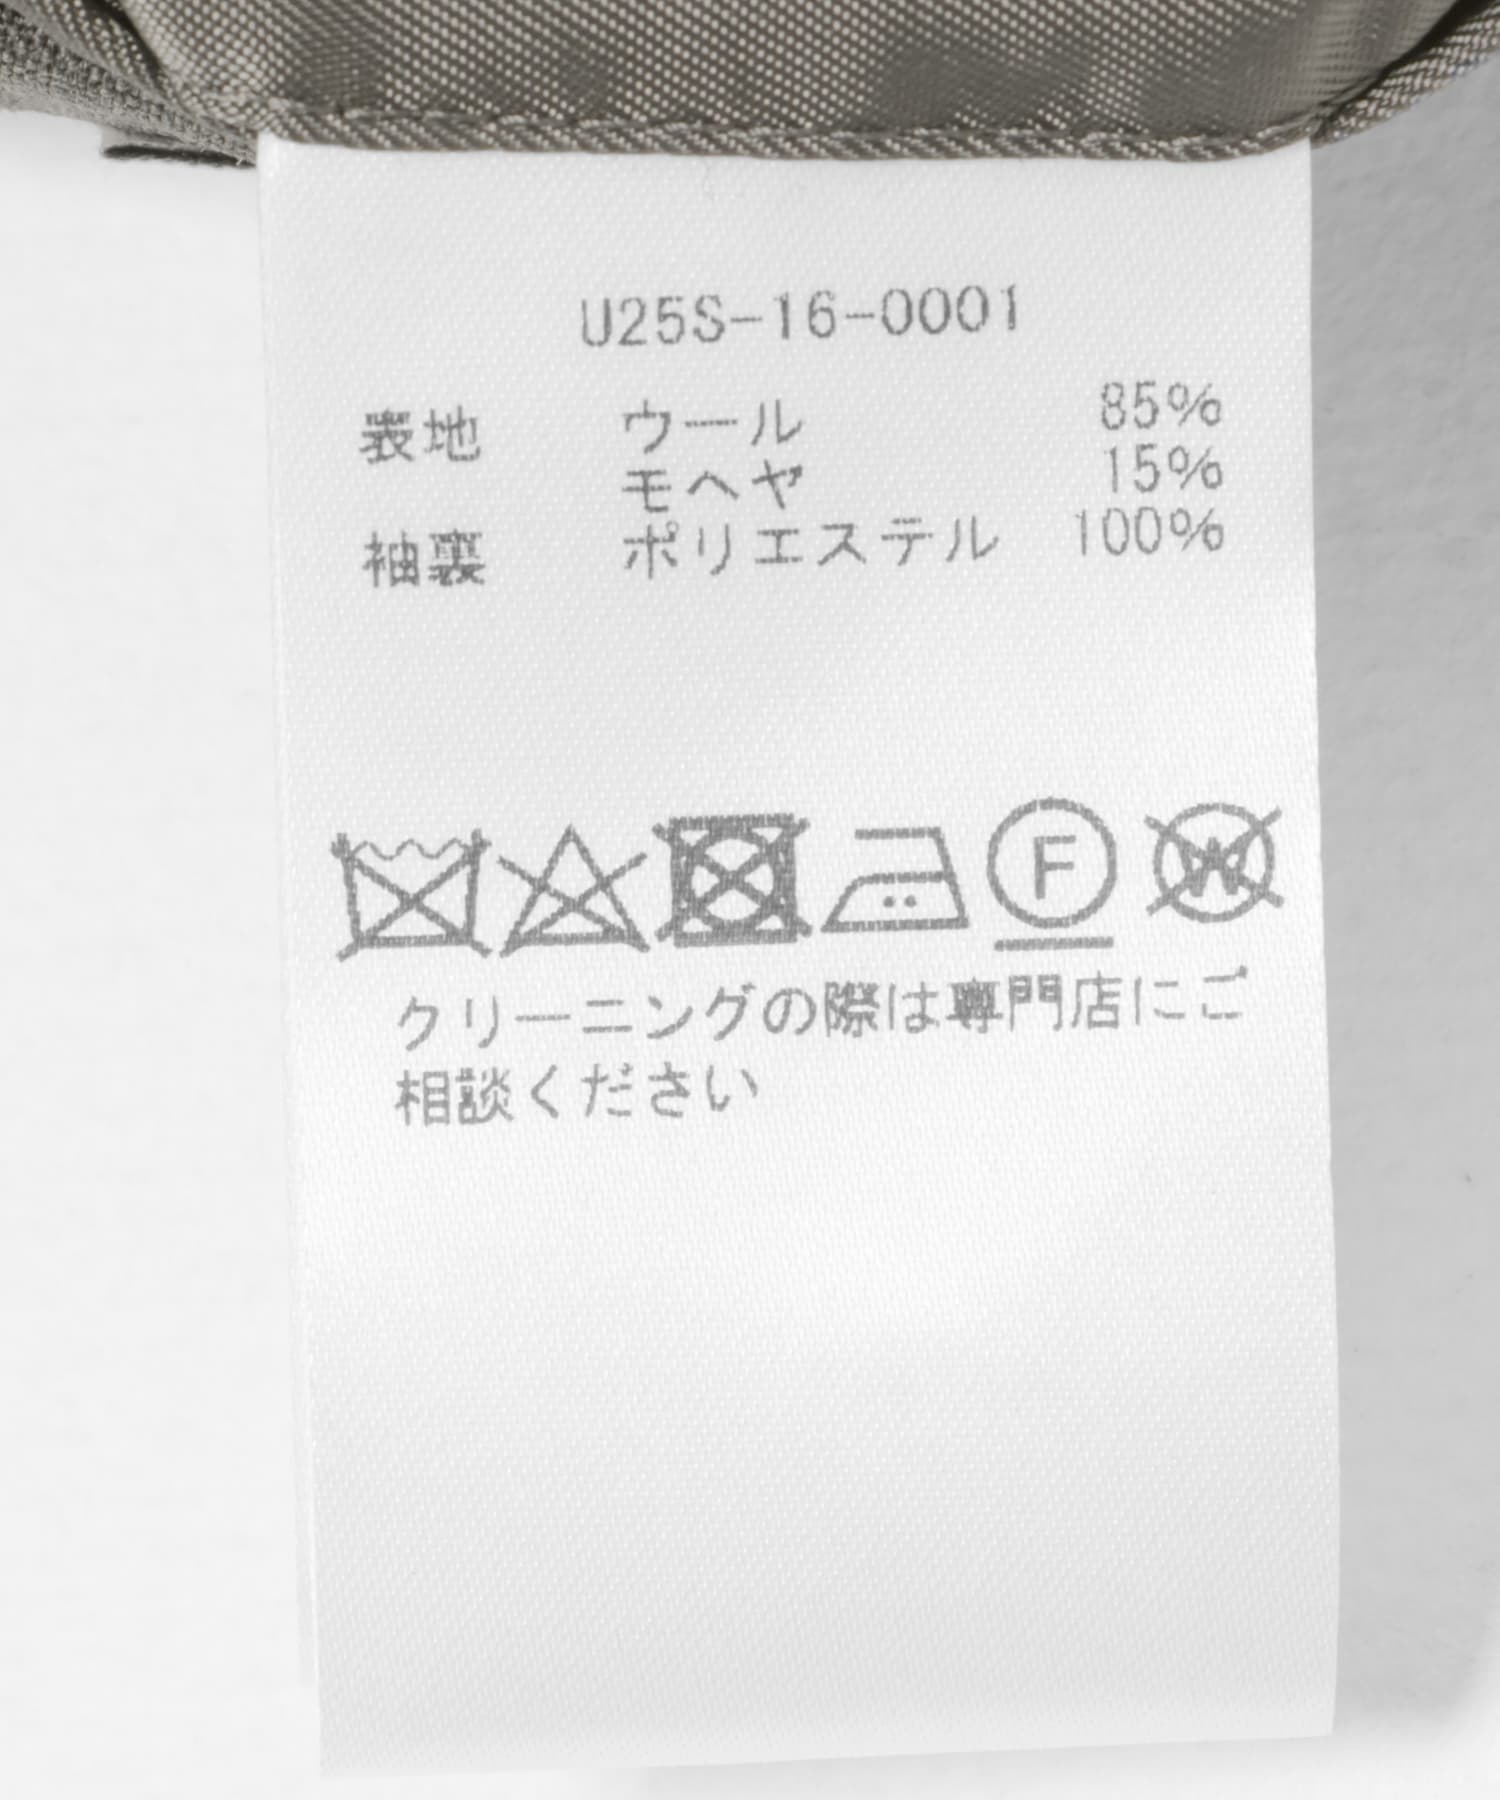 U25S-16-0001
表地 ウール 85%
モヘヤ 15%
袖裏 ポリエステル 100%
F W
クリーニングの際は専門店にご
相談ください